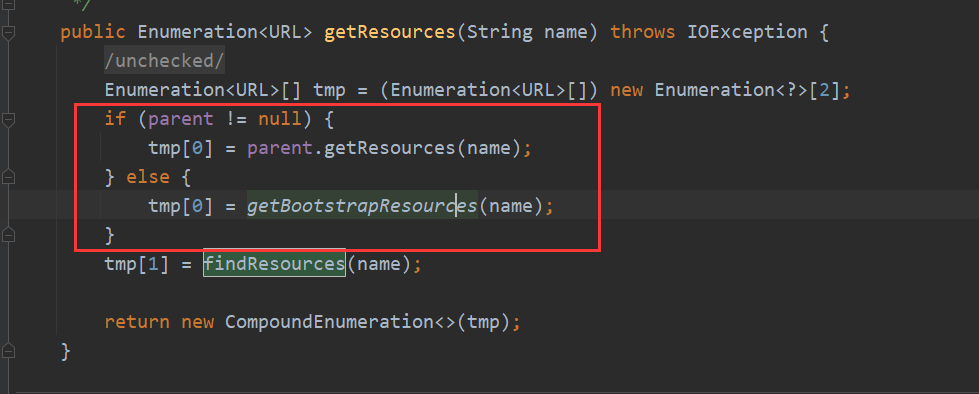 */
public Enumeration<URL> getResources(String name) throws IOException {
/unchecked/
Enumeration<URL>[] tmp = (Enumeration<URL>[]) new Enumeration<?>[2];
if (parent != null) {
tmp[0] = parent.getResources(name);
} else {
tmp[0] = getBootstrapResources(name);
}
tmp[1] = findResources(name);
return new CompoundEnumeration<>(tmp);
}